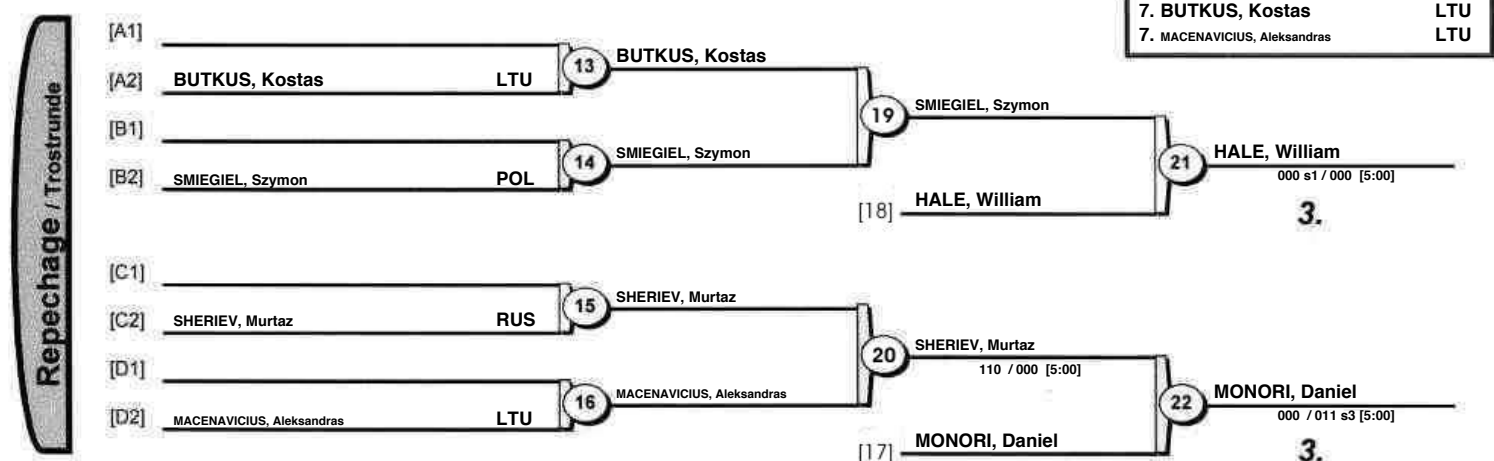 7. BUTKUS, Kostas LTU
7. MACENAVICIUS, Aleksandras LTU
Repechage / Trostrunde
[A1]
[A2] BUTKUS, Kostas LTU
13 BUTKUS, Kostas
[B1]
[B2] SMIEGIEL, Szymon POL
14 SMIEGIEL, Szymon
19 SMIEGIEL, Szymon
[18] HALE, William
21 HALE, William
000 s1 / 000 [5:00]
3.
[C1]
[C2] SHERIEV, Murtaz RUS
15 SHERIEV, Murtaz
[D1]
[D2] MACENAVICIUS, Aleksandras LTU
16 MACENAVICIUS, Aleksandras
20 SHERIEV, Murtaz
110 / 000 [5:00]
[17] MONORI, Daniel
22 MONORI, Daniel
000 / 011 s3 [5:00]
3.